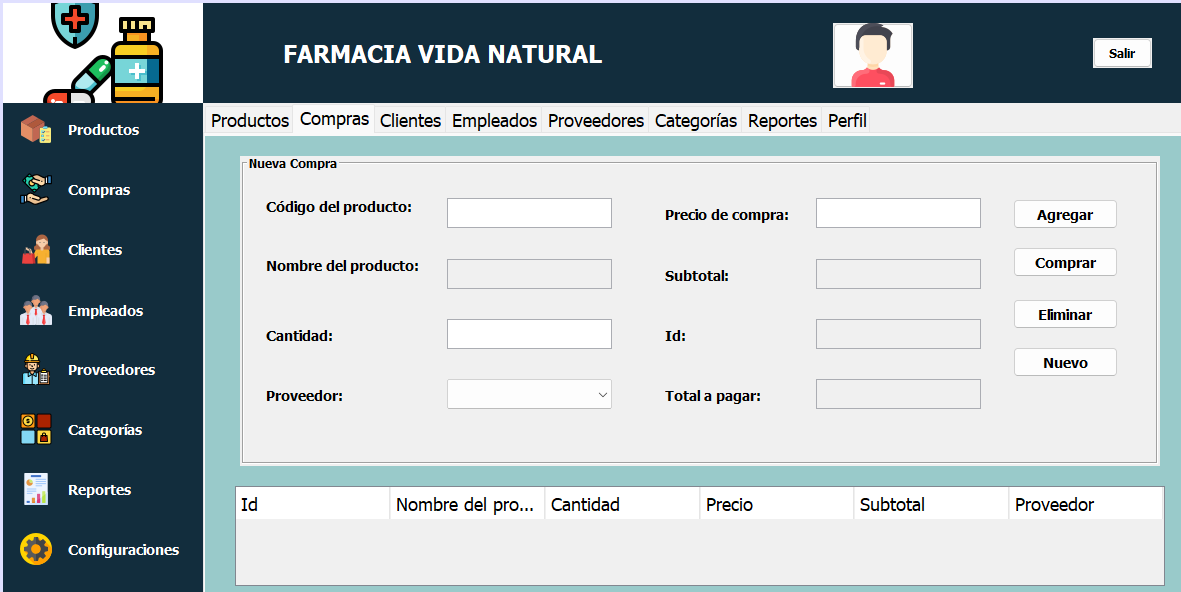 FARMACIA VIDA NATURAL
Salir
Productos
Compras
Clientes
Empleados
Proveedores
Categorías
Reportes
Configuraciones
Productos Compras Clientes Empleados Proveedores Categorías Reportes Perfil
Nueva Compra
Código del producto:
Precio de compra:
Agregar
Nombre del producto:
Subtotal:
Comprar
Cantidad:
Id:
Eliminar
Proveedor:
Total a pagar:
Nuevo
Id Nombre del pro... Cantidad Precio Subtotal Proveedor